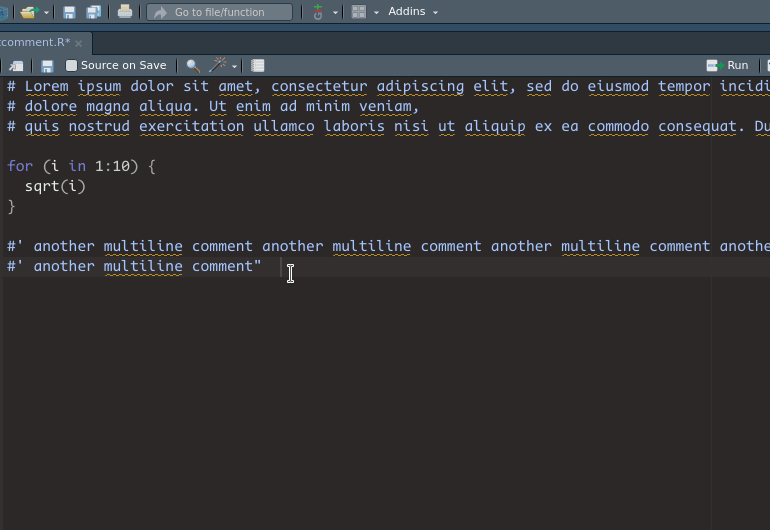 Go to file/function
Addins
comment.R*
Source on Save
Run
# Lorem ipsum dolor sit amet, consectetur adipiscing elit, sed do eiusmod tempor incidi
# dolore magna aliqua. Ut enim ad minim veniam,
# quis nostrud exercitation ullamco laboris nisi ut aliquip ex ea commodo consequat. Du
for (i in 1:10) {
sqrt(i)
}
#' another multiline comment another multiline comment another multiline comment anothe
#' another multiline comment"